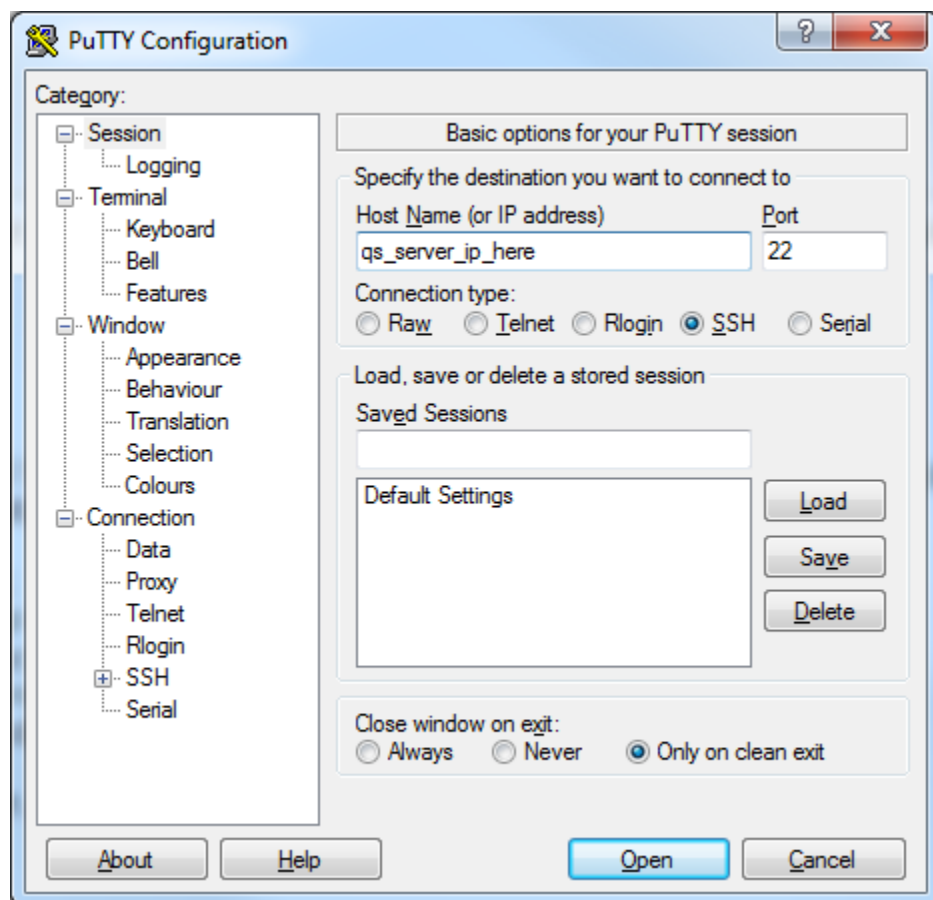 PuTTY Configuration
?
X
Category:
Session
Logging
Terminal
Keyboard
Bell
Features
Window
Appearance
Behaviour
Translation
Selection
Colours
Connection
Data
Proxy
Telnet
Rlogin
SSH
Serial
Basic options for your PuTTY session
Specify the destination you want to connect to
Host Name (or IP address) Port
qs_server_ip_here 22
Connection type:
Raw Telnet Rlogin SSH Serial
Load, save or delete a stored session
Saved Sessions
Default Settings
Load
Save
Delete
Close window on exit:
Always Never Only on clean exit
About Help Open Cancel